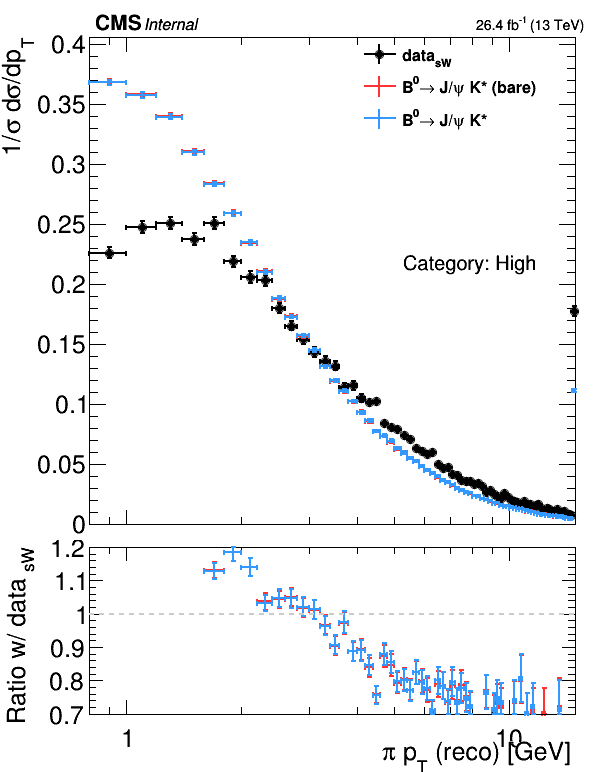 CMS Internal 26.4 fb⁻¹ (13 TeV)
1/σ dσ/dp_T
0.4
0.35
0.3
0.25
0.2
0.15
0.1
0.05
0
data_sW
B⁰→ J/ψ K* (bare)
B⁰→ J/ψ K*
Category: High
Ratio w/ data _sW
1.2
1.1
1
0.9
0.8
0.7
1 10
π p_T (reco) [GeV]